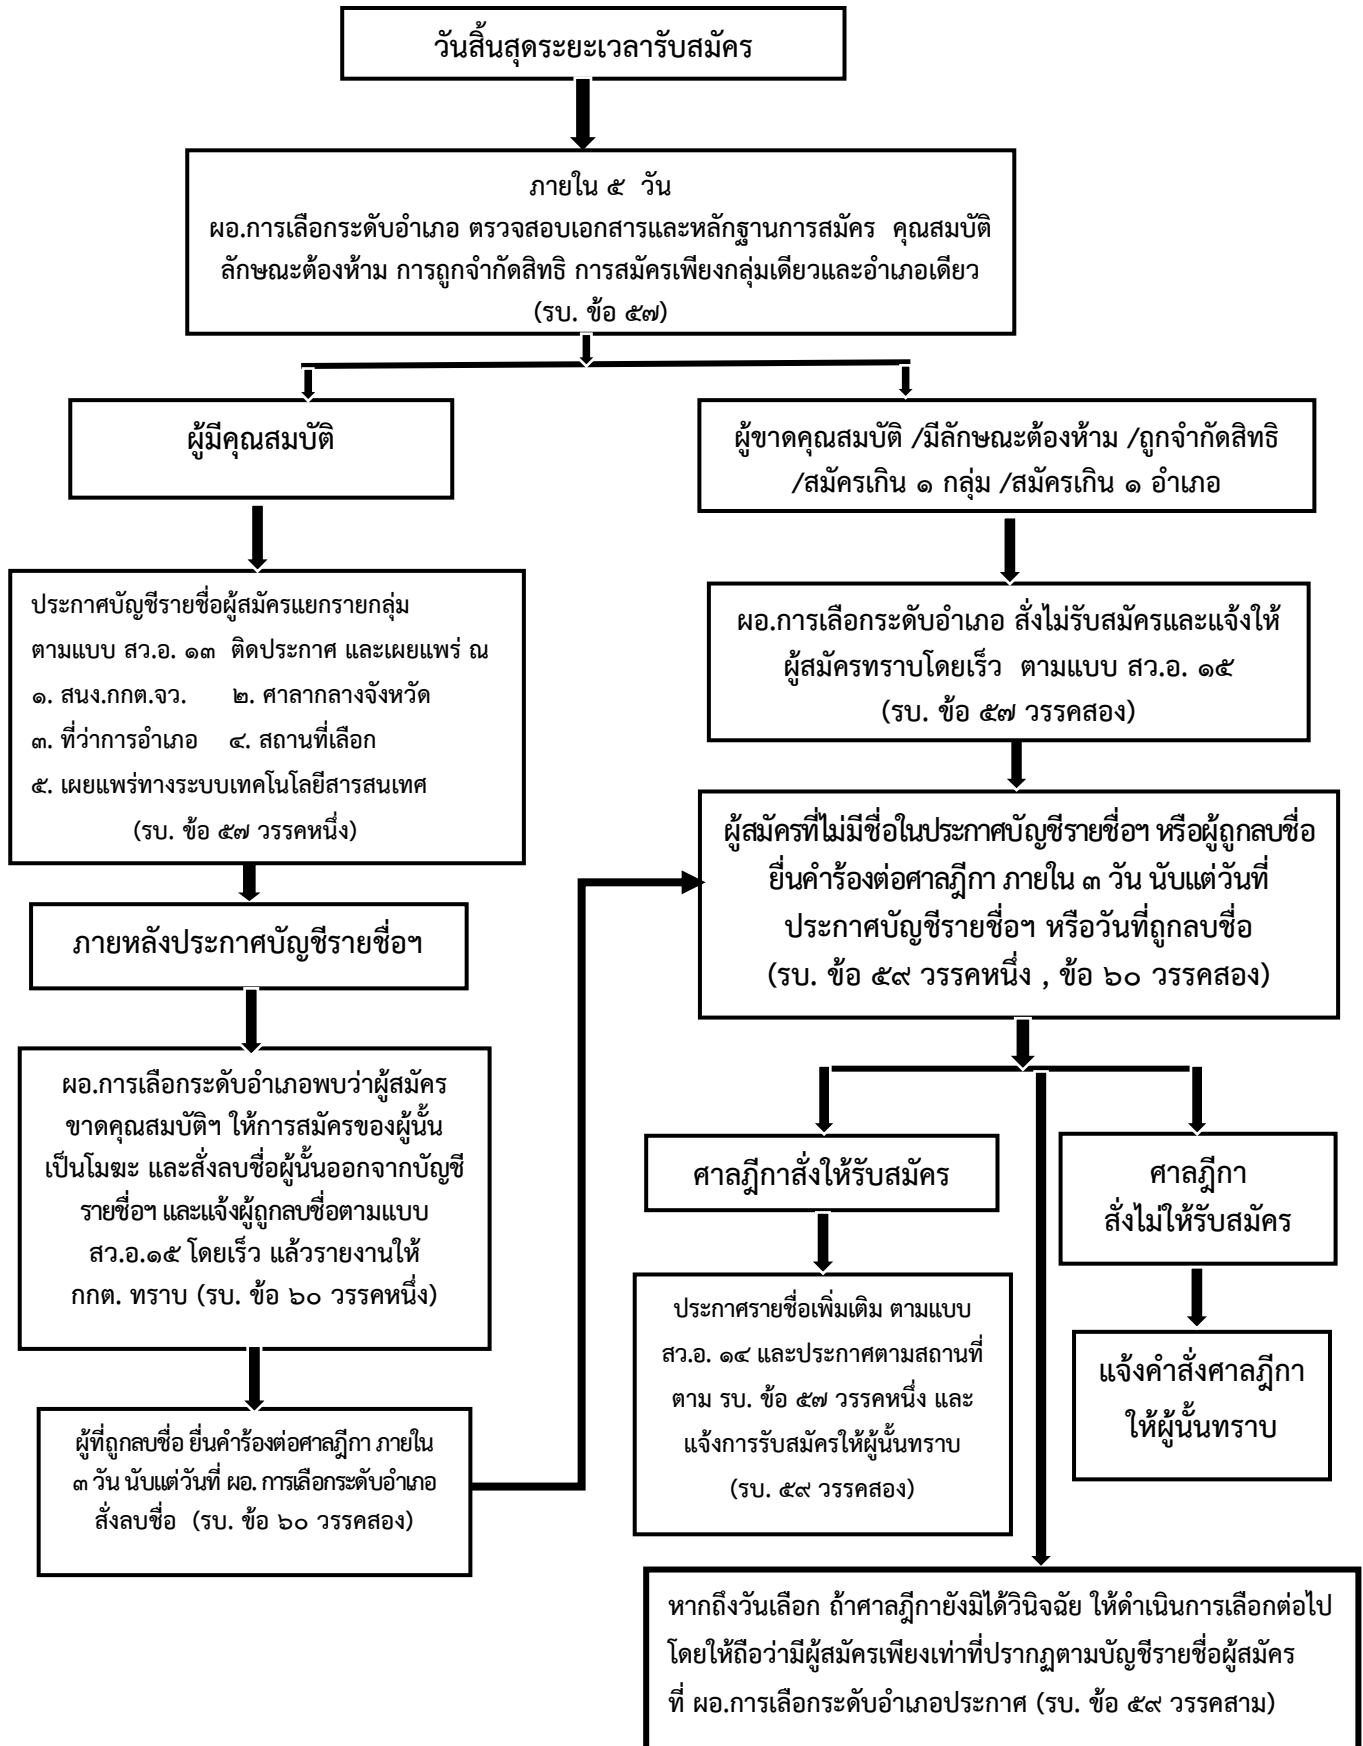 วันสิ้นสุดระยะเวลารับสมัคร
ภายใน ๕ วัน
ผอ.การเลือกระดับอำเภอ ตรวจสอบเอกสารและหลักฐานการสมัคร คุณสมบัติ
ลักษณะต้องห้าม การถูกจำกัดสิทธิ การสมัครเพียงกลุ่มเดียวและอำเภอเดียว
(รบ. ข้อ ๕๗)
ผู้มีคุณสมบัติ
ประกาศบัญชีรายชื่อผู้สมัครแยกรายกลุ่ม
ตามแบบ สว.อ. ๑๓ ติดประกาศ และเผยแพร่ ณ
๑. สนง.กกต.จว. ๒. ศาลากลางจังหวัด
๓. ที่ว่าการอำเภอ ๔. สถานที่เลือก
๕. เผยแพร่ทางระบบเทคโนโลยีสารสนเทศ
(รบ. ข้อ ๕๗ วรรคหนึ่ง)
ภายหลังประกาศบัญชีรายชื่อฯ
ผอ.การเลือกระดับอำเภอพบว่าผู้สมัคร
ขาดคุณสมบัติฯ ให้การสมัครของผู้นั้น
เป็นโมฆะ และสั่งลบชื่อผู้นั้นออกจากบัญชี
รายชื่อฯ และแจ้งผู้ถูกลบชื่อตามแบบ
สว.อ.๑๕ โดยเร็ว แล้วรายงานให้
กกต. ทราบ (รบ. ข้อ ๖๐ วรรคหนึ่ง)
ผู้ที่ถูกลบชื่อ ยื่นคำร้องต่อศาลฎีกา ภายใน
๓ วัน นับแต่วันที่ ผอ. การเลือกระดับอำเภอ
สั่งลบชื่อ (รบ. ข้อ ๖๐ วรรคสอง)
ผู้ขาดคุณสมบัติ /มีลักษณะต้องห้าม /ถูกจำกัดสิทธิ
/สมัครเกิน ๑ กลุ่ม /สมัครเกิน ๑ อำเภอ
ผอ.การเลือกระดับอำเภอ สั่งไม่รับสมัครและแจ้งให้
ผู้สมัครทราบโดยเร็ว ตามแบบ สว.อ. ๑๕
(รบ. ข้อ ๕๗ วรรคสอง)
ผู้สมัครที่ไม่มีชื่อในประกาศบัญชีรายชื่อฯ หรือผู้ถูกลบชื่อ
ยื่นคำร้องต่อศาลฎีกา ภายใน ๓ วัน นับแต่วันที่
ประกาศบัญชีรายชื่อฯ หรือวันที่ถูกลบชื่อ
(รบ. ข้อ ๕๙ วรรคหนึ่ง , ข้อ ๖๐ วรรคสอง)
ศาลฎีกาสั่งให้รับสมัคร
ประกาศรายชื่อเพิ่มเติม ตามแบบ
สว.อ. ๑๔ และประกาศตามสถานที่
ตาม รบ. ข้อ ๕๗ วรรคหนึ่ง และ
แจ้งการรับสมัครให้ผู้นั้นทราบ
(รบ. ๕๙ วรรคสอง)
ศาลฎีกา
สั่งไม่ให้รับสมัคร
แจ้งคำสั่งศาลฎีกา
ให้ผู้นั้นทราบ
หากถึงวันเลือก ถ้าศาลฎีกายังมิได้วินิจฉัย ให้ดำเนินการเลือกต่อไป
โดยให้ถือว่ามีผู้สมัครเพียงเท่าที่ปรากฏตามบัญชีรายชื่อผู้สมัคร
ที่ ผอ.การเลือกระดับอำเภอประกาศ (รบ. ข้อ ๕๙ วรรคสาม)